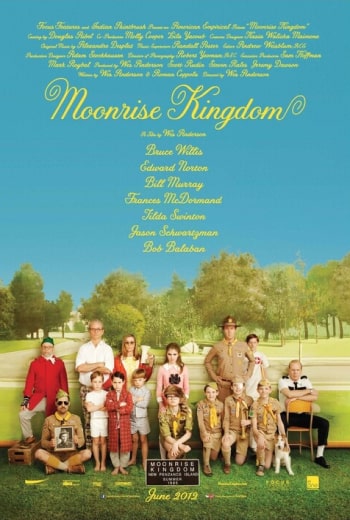 Focus Features and Indian Paintbrush Present an American Empirical Picture "Moonrise Kingdom"
Casting by Douglas Aibel Co-Producers Molly Cooper Lila Yacoub Costume Designer Kasia Walicka Maimone
Original Music by Alexandre Desplat Music Supervisor Randall Poster Editor Andrew Weisblum, A.C.E.
Production Designer Adam Stockhausen Director of Photography Robert Yeoman, A.S.C. Executive Producers Sam Hoffman
Mark Roybal Produced by Wes Anderson Scott Rudin Steven Rales Jeremy Dawson
Written by Wes Anderson & Roman Coppola Directed by Wes Anderson
Moonrise Kingdom
A film by Wes Anderson
Bruce Willis
Edward Norton
Bill Murray
Frances McDormand
Tilda Swinton
Jason Schwartzman
Bob Balaban
MOONRISE
KINGDOM
NEW PENZANCE ISLAND
SUMMER
1965
FOCUS
June 2012